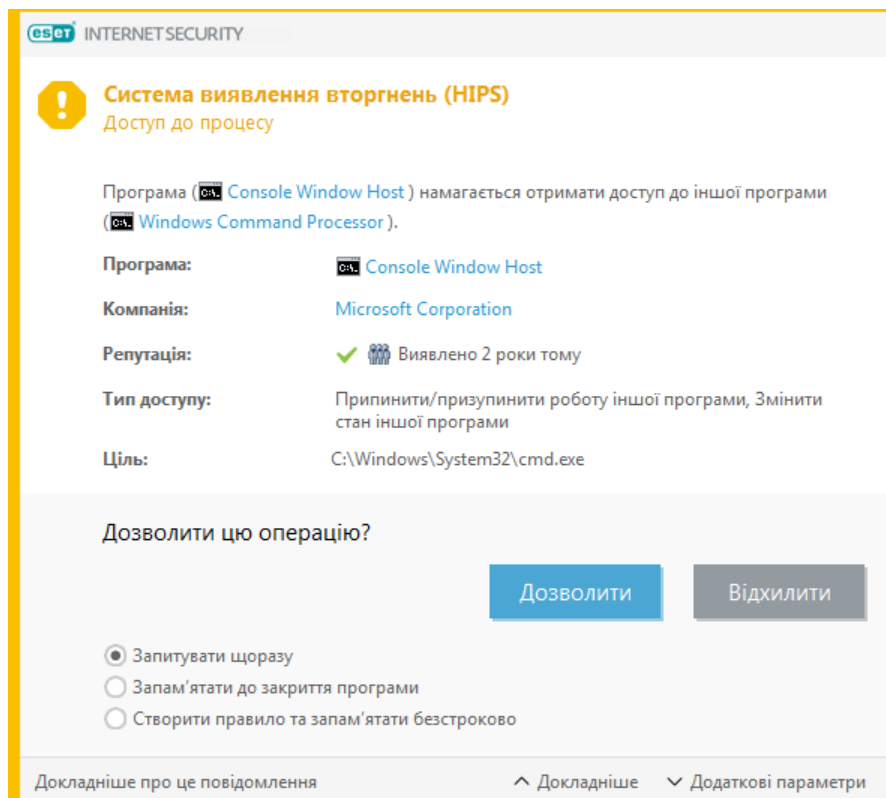 eset INTERNET SECURITY
Система виявлення вторгнень (HIPS)
Доступ до процесу
Програма ( Console Window Host ) намагається отримати доступ до іншої програми
( Windows Command Processor ).
Програма: Console Window Host
Компанія: Microsoft Corporation
Репутація: Виявлено 2 роки тому
Тип доступу: Припинити/призупинити роботу іншої програми, Змінити
стан іншої програми
Ціль: C:\Windows\System32\cmd.exe
Дозволити цю операцію?
Дозволити Відхилити
Запитувати щоразу
Запам’ятати до закриття програми
Створити правило та запам’ятати безстроково
Докладніше про це повідомлення Докладніше Додаткові параметри